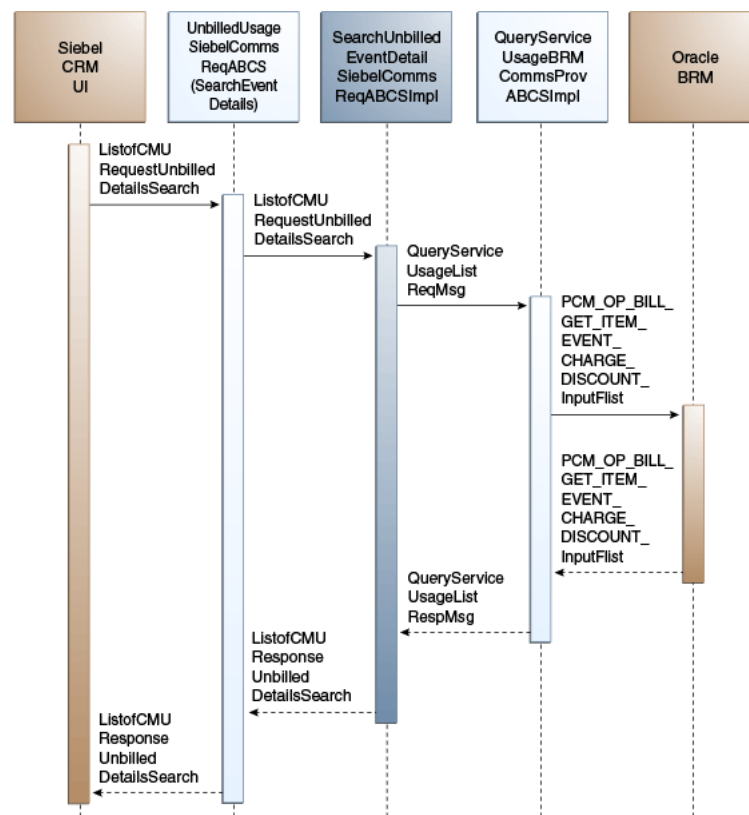 Siebel
CRM
UI
UnbilledUsage
SiebelComms
ReqABCS
(SearchEvent
Details)
SearchUnbilled
EventDetail
SiebelComms
ReqABCSImpl
QueryService
UsageBRM
CommsProv
ABCSImpl
Oracle
BRM
ListofCMU
RequestUnbilled
DetailsSearch
ListofCMU
RequestUnbilled
DetailsSearch
QueryService
UsageList
ReqMsg
PCM_OP_BILL_
GET_ITEM_
EVENT_
CHARGE_
DISCOUNT_
InputFlist
PCM_OP_BILL_
GET_ITEM_
EVENT_
CHARGE_
DISCOUNT_
InputFlist
QueryService
UsageList
RespMsg
ListofCMU
Response
Unbilled
DetailsSearch
ListofCMU
Response
Unbilled
DetailsSearch